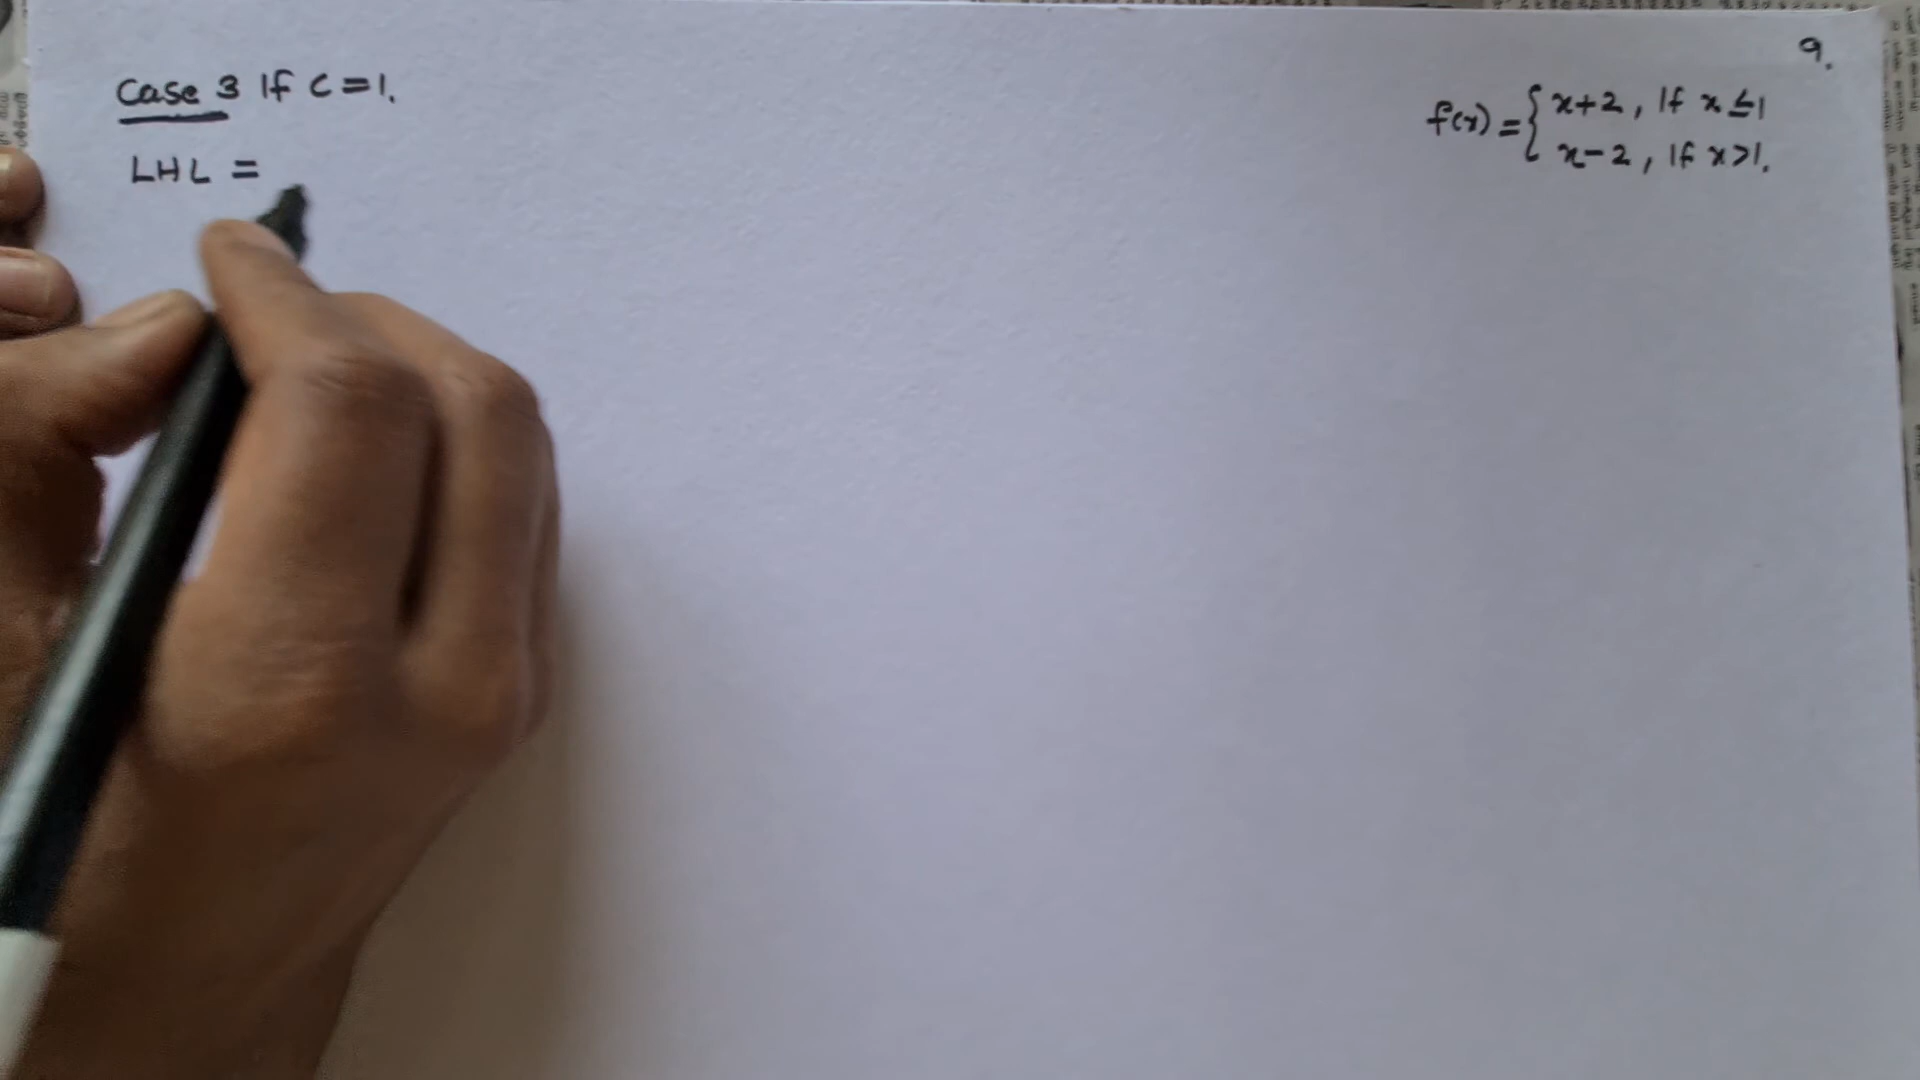 9.
Case 3 If C=1.
f(x) = { x+2, If x≤1
x-2, If x>1.
LHL =